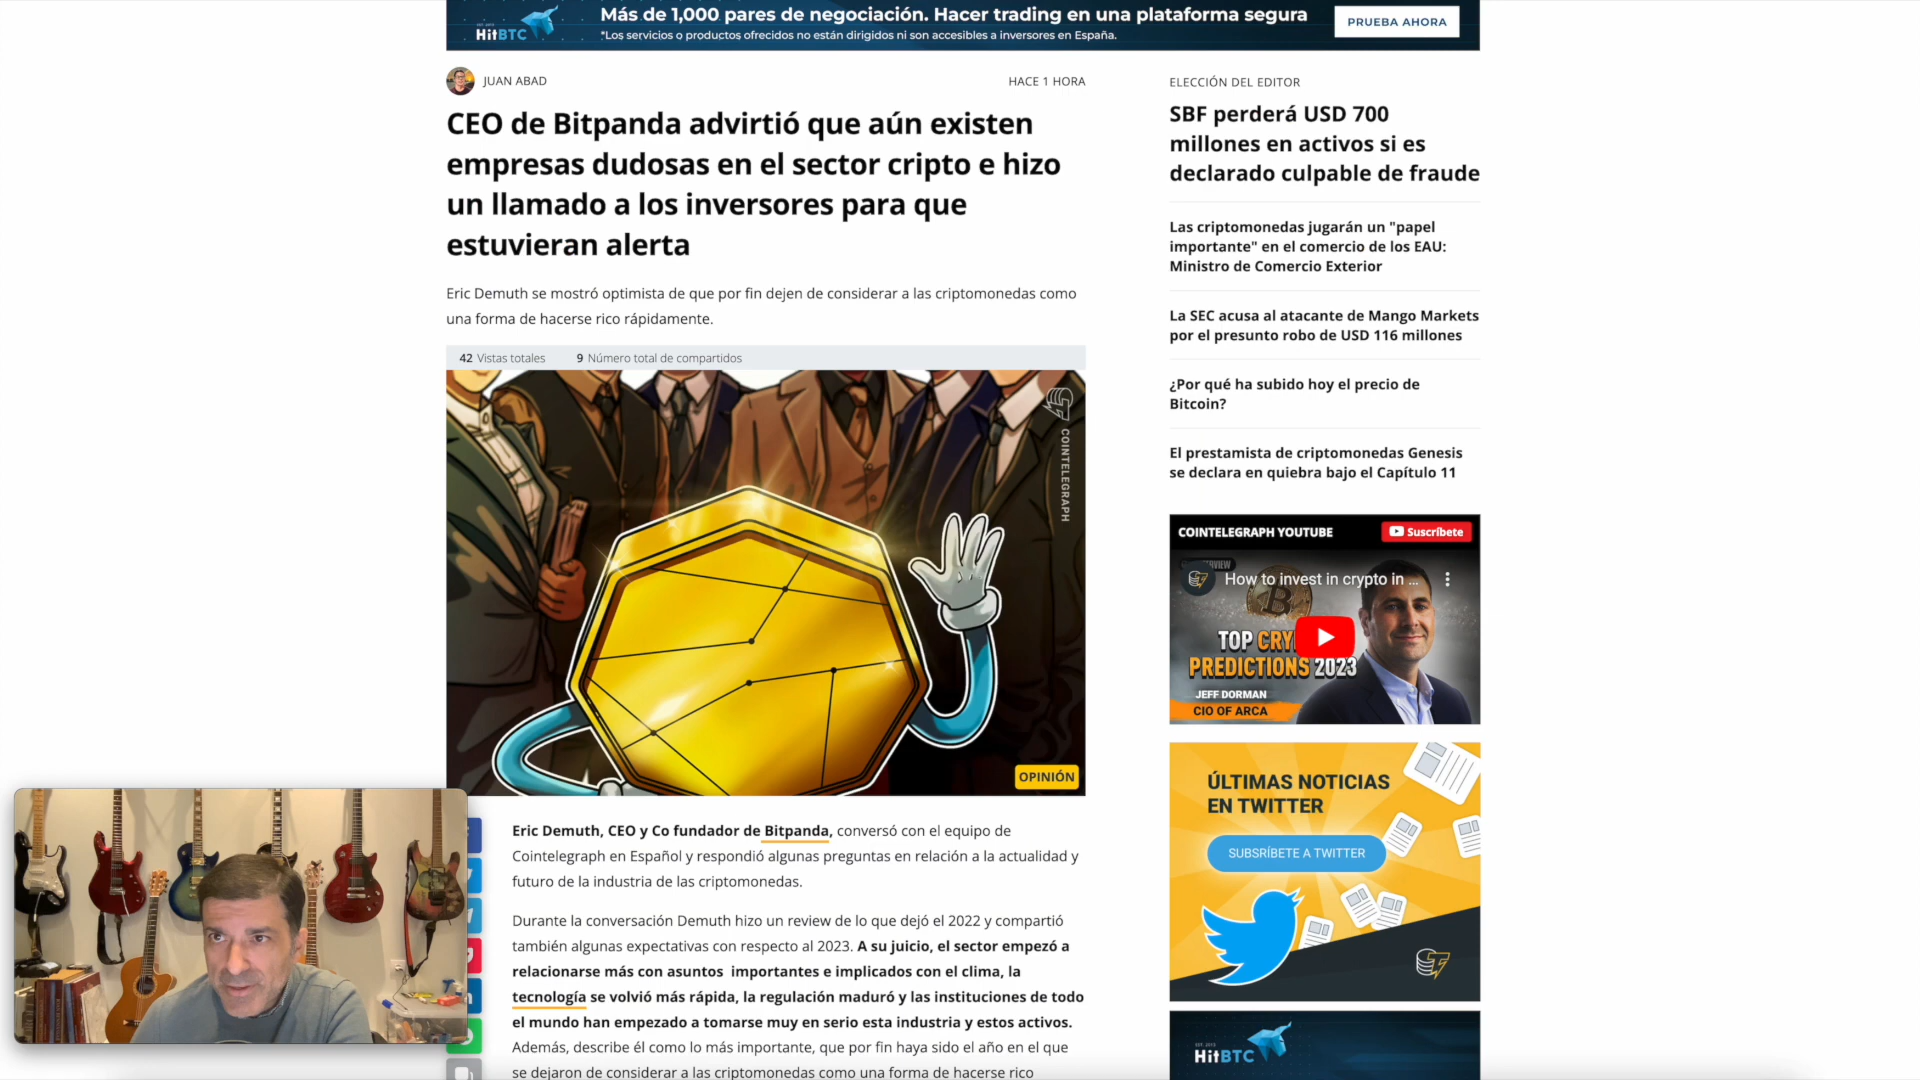 EST. 2013
HitBTC
Más de 1,000 pares de negociación. Hacer trading en una plataforma segura
*Los servicios o productos ofrecidos no están dirigidos ni son accesibles a inversores en España.
PRUEBA AHORA
JUAN ABAD
HACE 1 HORA
CEO de Bitpanda advirtió que aún existen
empresas dudosas en el sector cripto e hizo
un llamado a los inversores para que
estuvieran alerta
Eric Demuth se mostró optimista de que por fin dejen de considerar a las criptomonedas como
una forma de hacerse rico rápidamente.
42 Vistas totales
9 Número total de compartidos
COINTELEGRAPH
OPINIÓN
Eric Demuth, CEO y Co fundador de Bitpanda, conversó con el equipo de
Cointelegraph en Español y respondió algunas preguntas en relación a la actualidad y
futuro de la industria de las criptomonedas.
Durante la conversación Demuth hizo un review de lo que dejó el 2022 y compartió
también algunas expectativas con respecto al 2023. A su juicio, el sector empezó a
relacionarse más con asuntos importantes e implicados con el clima, la
tecnología se volvió más rápida, la regulación maduró y las instituciones de todo
el mundo han empezado a tomarse muy en serio esta industria y estos activos.
Además, describe él como lo más importante, que por fin haya sido el año en el que
se dejaron de considerar a las criptomonedas como una forma de hacerse rico
ELECCIÓN DEL EDITOR
SBF perderá USD 700
millones en activos si es
declarado culpable de fraude
Las criptomonedas jugarán un "papel
importante" en el comercio de los EAU:
Ministro de Comercio Exterior
La SEC acusa al atacante de Mango Markets
por el presunto robo de USD 116 millones
¿Por qué ha subido hoy el precio de
Bitcoin?
El prestamista de criptomonedas Genesis
se declara en quiebra bajo el Capítulo 11
COINTELEGRAPH YOUTUBE
Suscríbete
How to invest in crypto in ...
TOP CRY
PREDICTIONS 2023
JEFF DORMAN
CIO OF ARCA
ÚLTIMAS NOTICIAS
EN TWITTER
SUBSRÍBETE A TWITTER
EST. 2013
HitBTC